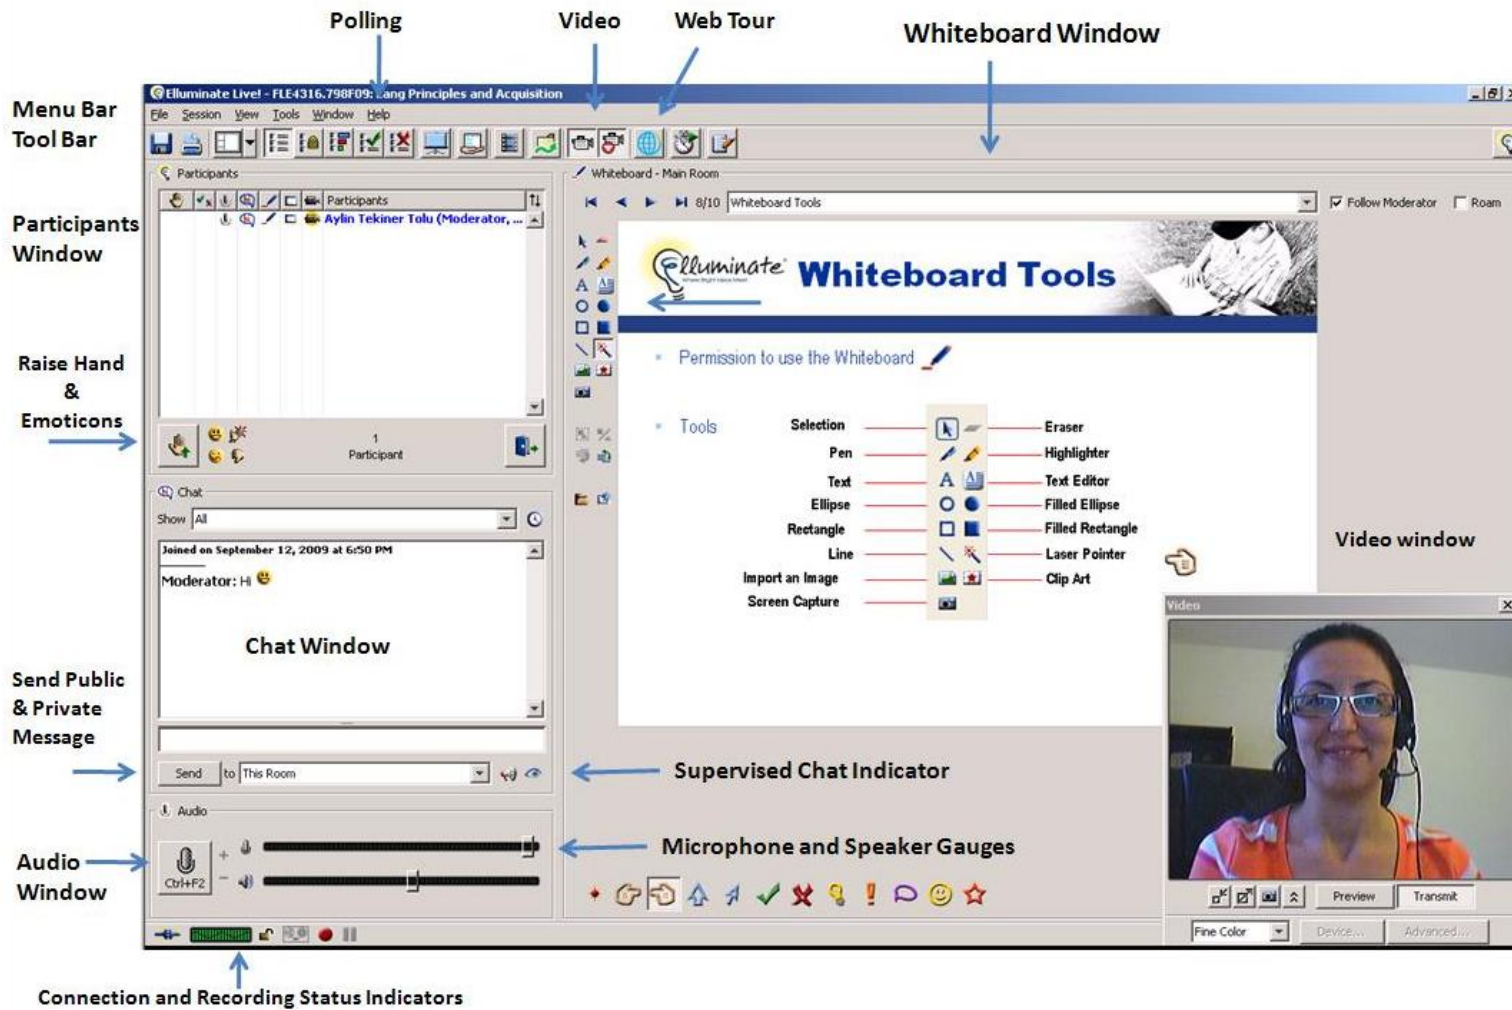 Polling
Video
Web Tour
Whiteboard Window
Menu Bar
Tool Bar
Elluminate Live! - FLE4316.798F09: Lang Principles and Acquisition
File Session View Tools Window Help
Participants
Window
Participants
Participants
Aylin Tekiner Tolu (Moderator, ...
Raise Hand
&
Emoticons
1
Participant
Chat
Show All
Joined on September 12, 2009 at 6:50 PM
Moderator: Hi
Chat Window
Send Public
& Private
Message
Send to This Room
Supervised Chat Indicator
Audio
Audio
Window
Ctrl+F2
Microphone and Speaker Gauges
Connection and Recording Status Indicators
Whiteboard - Main Room
8/10 Whiteboard Tools
Follow Moderator Roam
elluminate Whiteboard Tools
Permission to use the Whiteboard
Tools
Selection Eraser
Pen Highlighter
Text Text Editor
Ellipse Filled Ellipse
Rectangle Filled Rectangle
Line Laser Pointer
Import an Image Clip Art
Screen Capture
Video window
Video
Preview Transmit
Fine Color Device... Advanced...